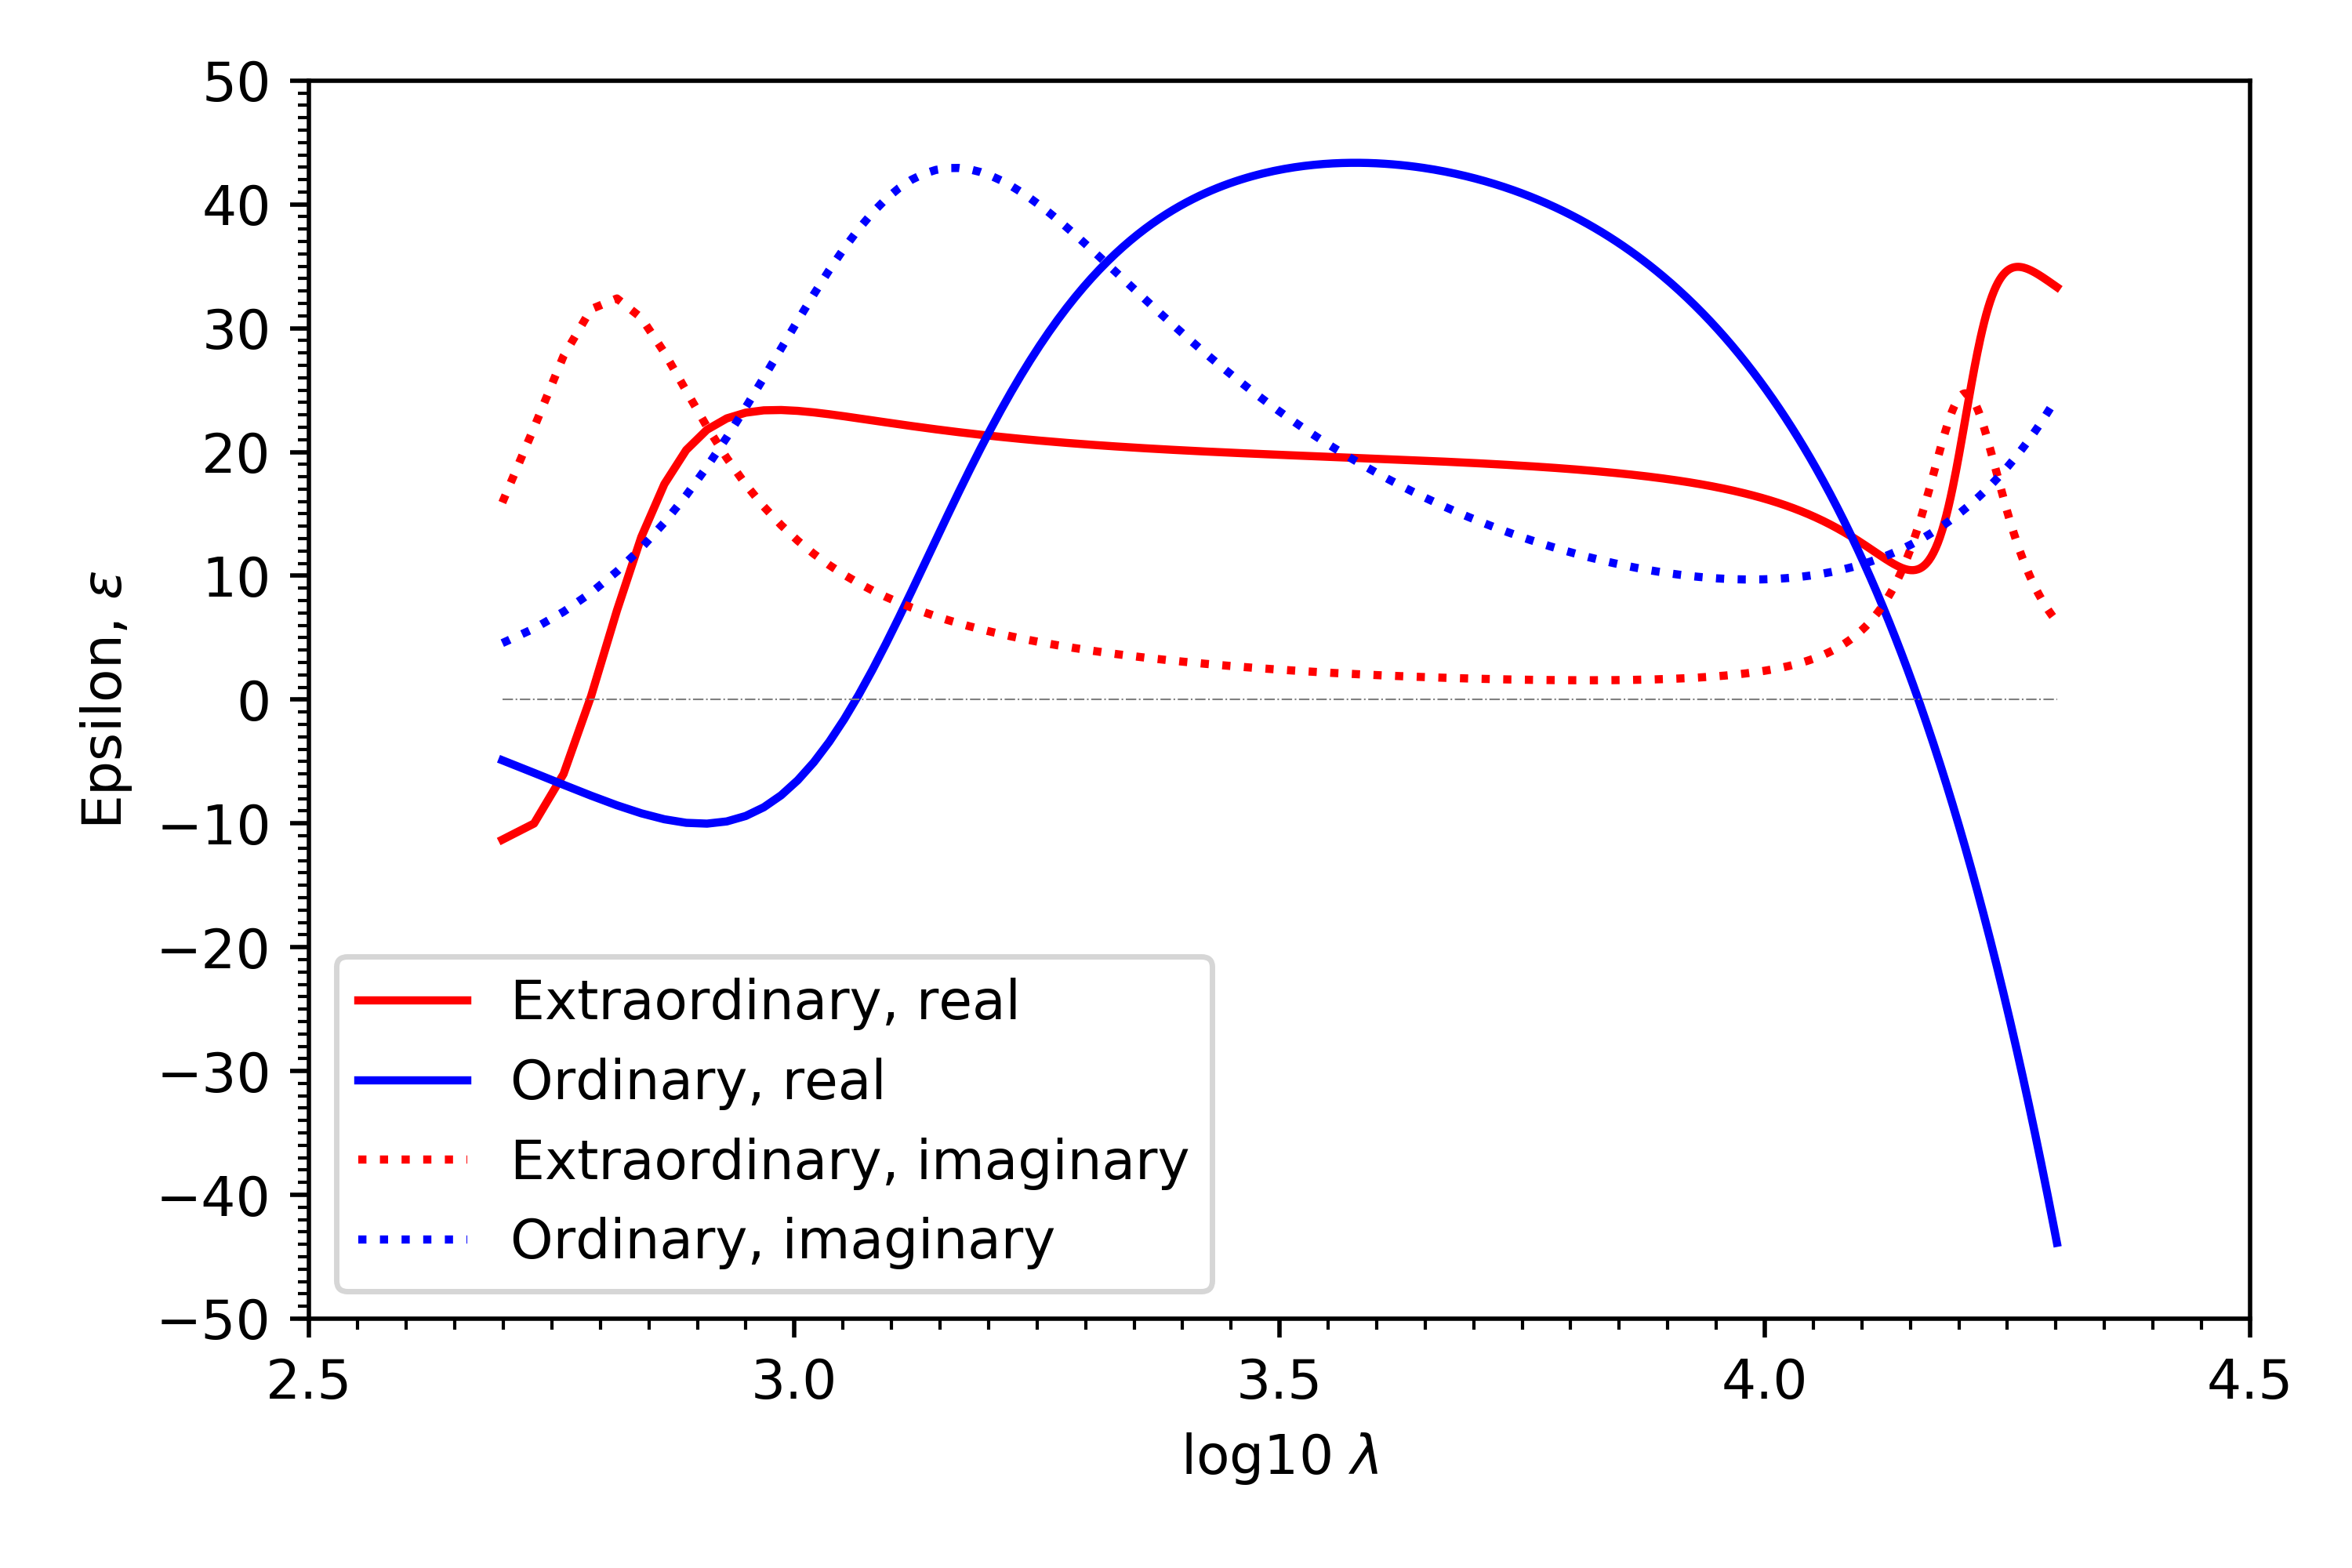 50
40
30
20
10
0
−10
−20
−30
−40
−50
Epsilon, ε
Extraordinary, real
Ordinary, real
Extraordinary, imaginary
Ordinary, imaginary
2.5 3.0 3.5 4.0 4.5
log10 λ